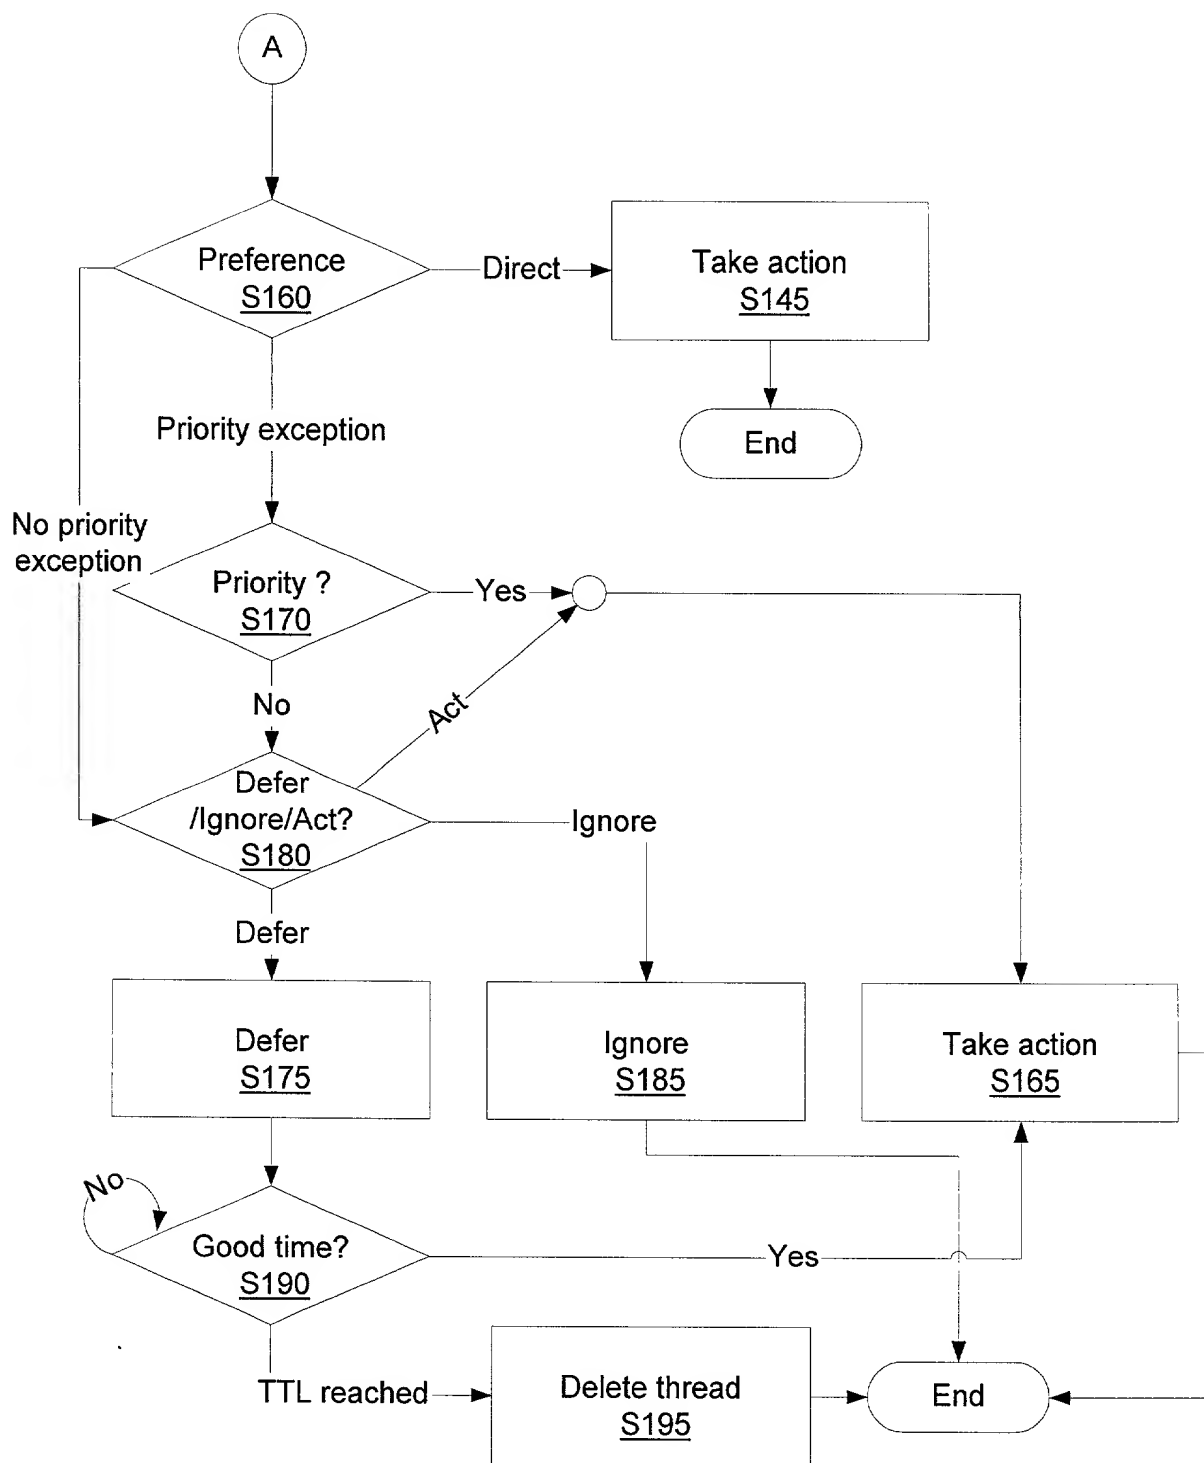 A
Preference
S160
Direct
Take action
S145
Priority exception
End
No priority
exception
Priority ?
S170
Yes
No
Act
Defer
/Ignore/Act?
S180
Ignore
Defer
Defer
S175
Ignore
S185
Take action
S165
No
Good time?
S190
Yes
TTL reached
Delete thread
S195
End